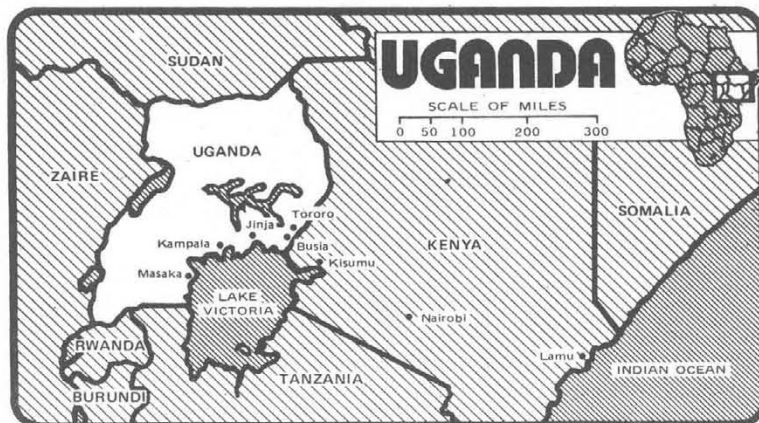 SUDAN
UGANDA
SCALE OF MILES
0 50 100 200 300
UGANDA
ZAIRE
SOMALIA
Tororo
Jinja
Kampala
Busia
KENYA
Kisumu
Masaka
LAKE
VICTORIA
Nairobi
RWANDA
Lamu
INDIAN OCEAN
TANZANIA
BURUNDI